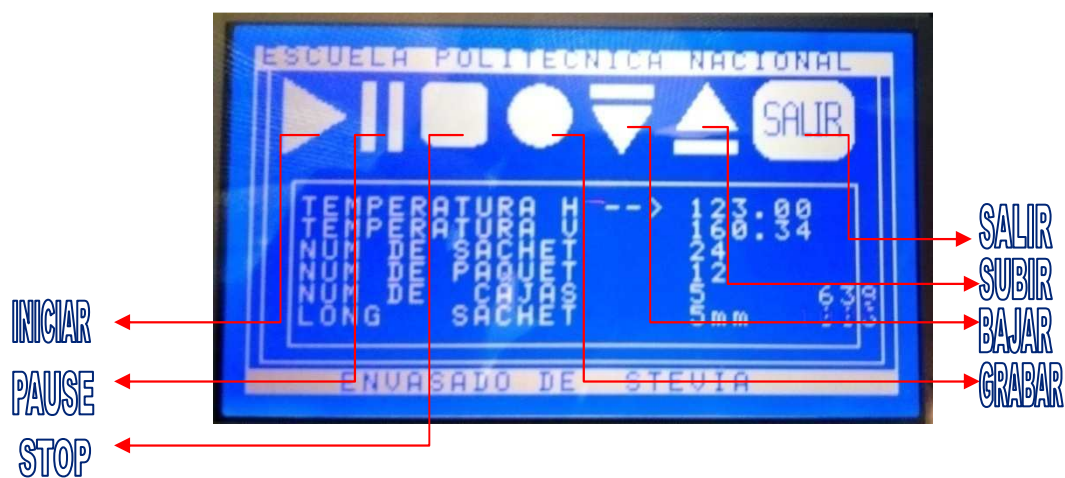 ESCUELA POLITECNICA NACIONAL
SALIR
TEMPERATURA H --> 123.00
TEMPERATURA V 160.34
NUM DE SACHET 24
NUM DE PAQUET 12
NUM DE CAJAS 5 639
LONG SACHET 5mm
ENVASADO DE STEVIA
INICIAR
PAUSE
STOP
SALIR
SUBIR
BAJAR
GRABAR